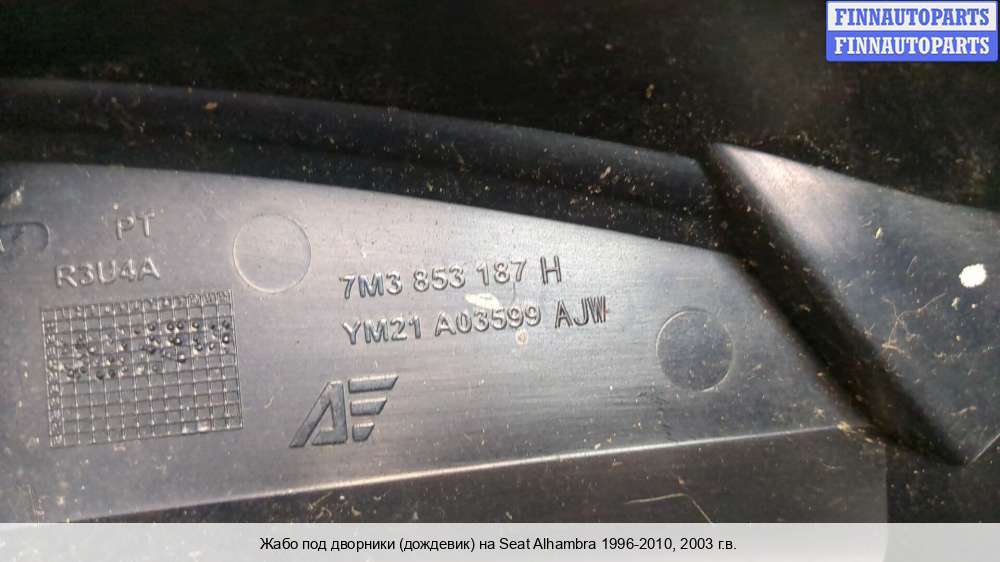 FINNAUTOPARTS
FINNAUTOPARTS
PT
R3U4A
7M3 853 187 H
YM21 A03599 AJW
AF
Жабо под дворники (дождевик) на Seat Alhambra 1996-2010, 2003 г.в.